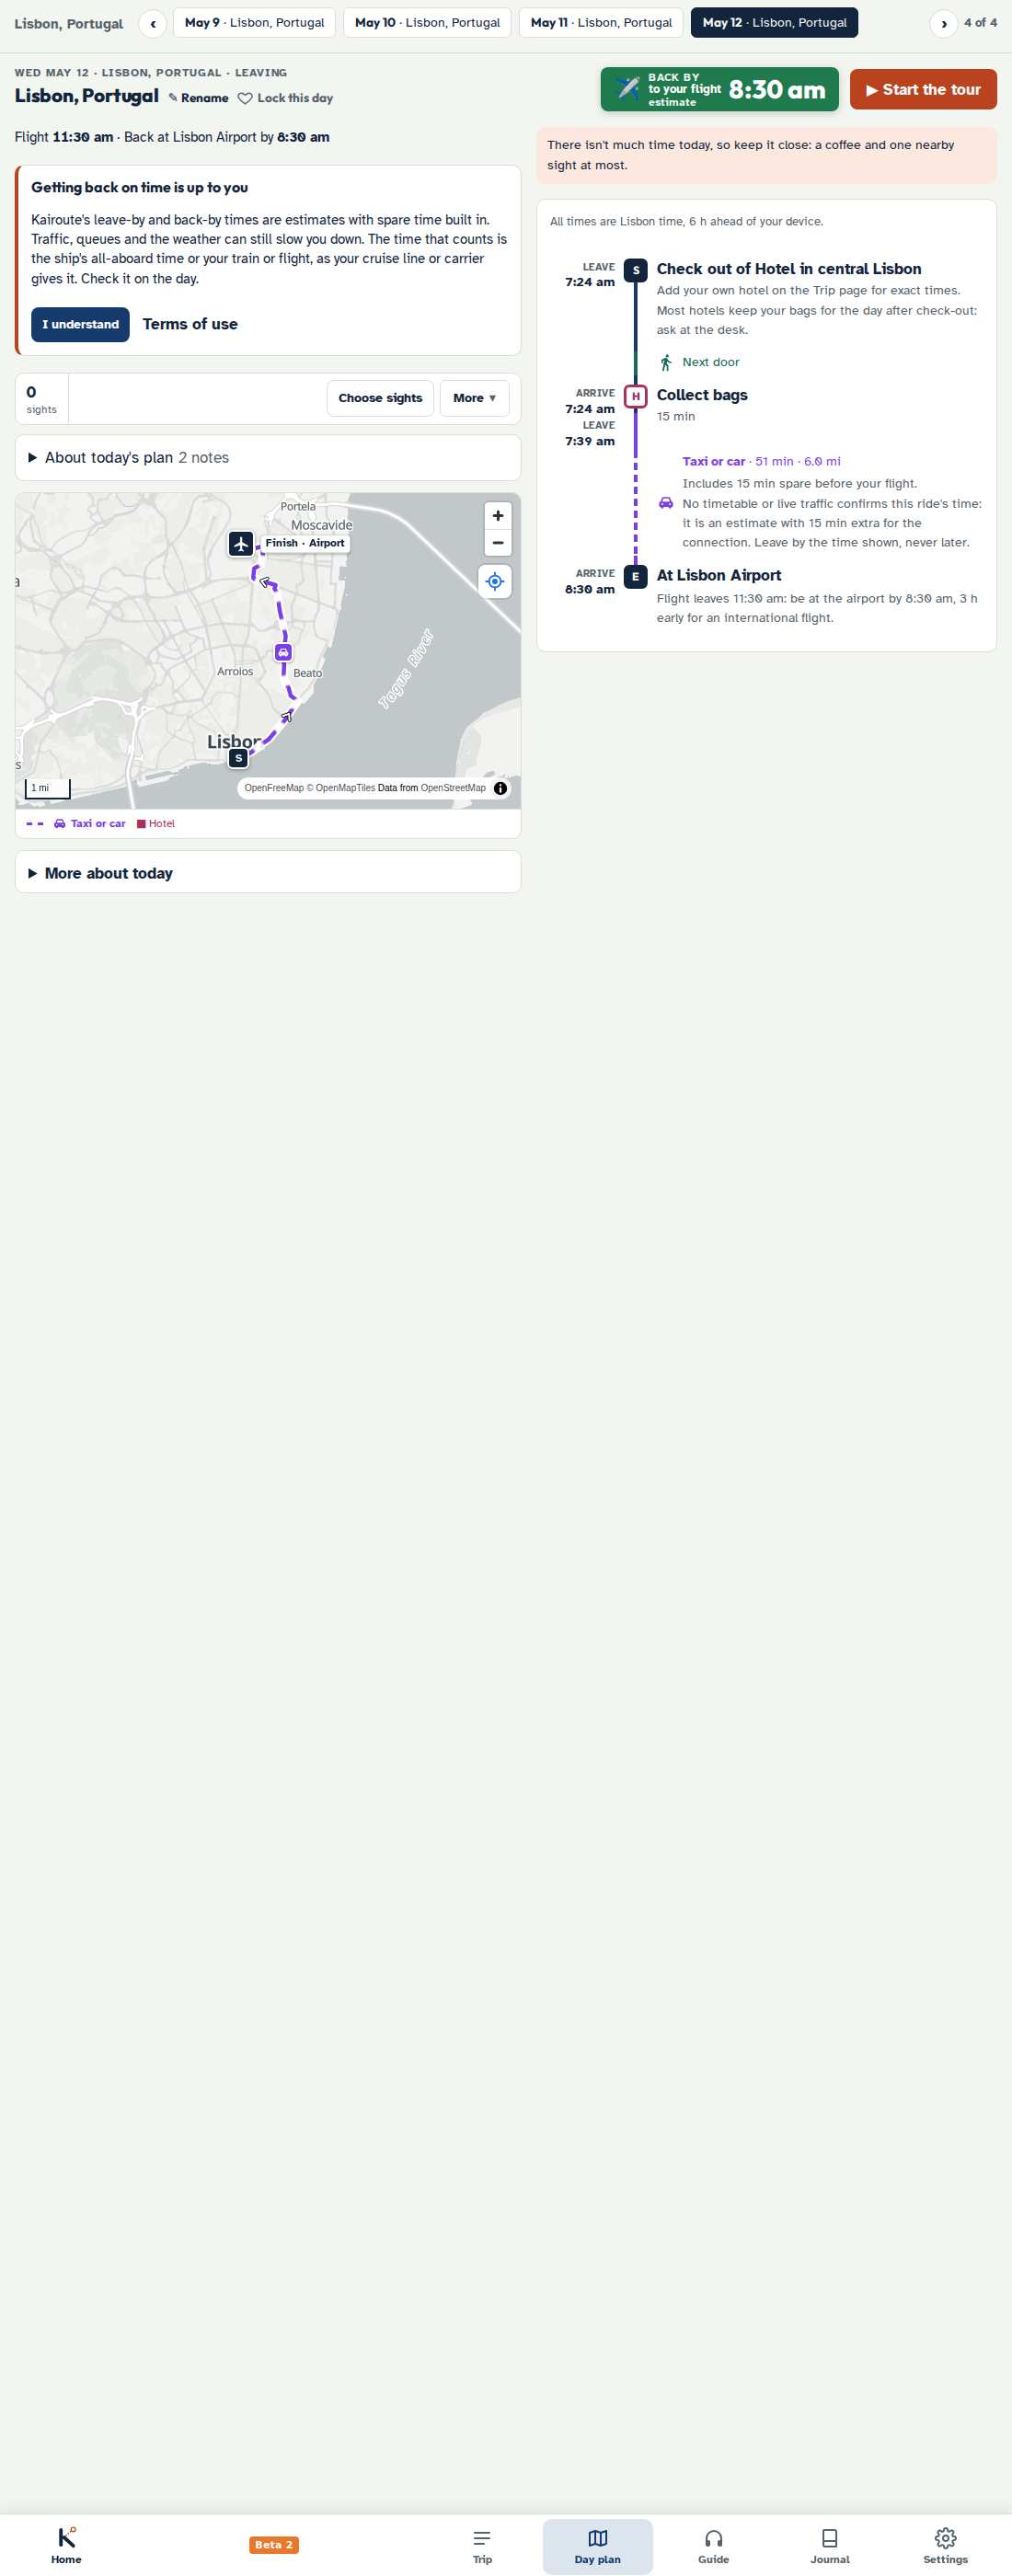 Lisbon, Portugal
‹
May 9 · Lisbon, Portugal
May 10 · Lisbon, Portugal
May 11 · Lisbon, Portugal
May 12 · Lisbon, Portugal
›
4 of 4
WED MAY 12 · LISBON, PORTUGAL · LEAVING
Lisbon, Portugal ✎ Rename Lock this day
BACK BY
to your flight
estimate
8:30 am
▶ Start the tour
Flight 11:30 am · Back at Lisbon Airport by 8:30 am
Getting back on time is up to you
Kairoute's leave-by and back-by times are estimates with spare time built in.
Traffic, queues and the weather can still slow you down. The time that counts is
the ship's all-aboard time or your train or flight, as your cruise line or carrier
gives it. Check it on the day.
I understand
Terms of use
0
sights
Choose sights
More ▼
▶ About today's plan 2 notes
Portela
Moscavide
Finish · Airport
+
−
a
Arroios
Beato
Tagus River
Lisbon
S
s
1 mi
OpenFreeMap © OpenMapTiles Data from OpenStreetMap
Taxi or car
Hotel
▶ More about today
There isn't much time today, so keep it close: a coffee and one nearby
sight at most.
All times are Lisbon time, 6 h ahead of your device.
LEAVE
7:24 am
S
Check out of Hotel in central Lisbon
Add your own hotel on the Trip page for exact times.
Most hotels keep your bags for the day after check-out:
ask at the desk.
Next door
ARRIVE
7:24 am
LEAVE
7:39 am
H
Collect bags
15 min
Taxi or car · 51 min · 6.0 mi
Includes 15 min spare before your flight.
No timetable or live traffic confirms this ride's time:
it is an estimate with 15 min extra for the
connection. Leave by the time shown, never later.
ARRIVE
8:30 am
E
At Lisbon Airport
Flight leaves 11:30 am: be at the airport by 8:30 am, 3 h
early for an international flight.
Home
Beta 2
Trip
Day plan
Guide
Journal
Settings